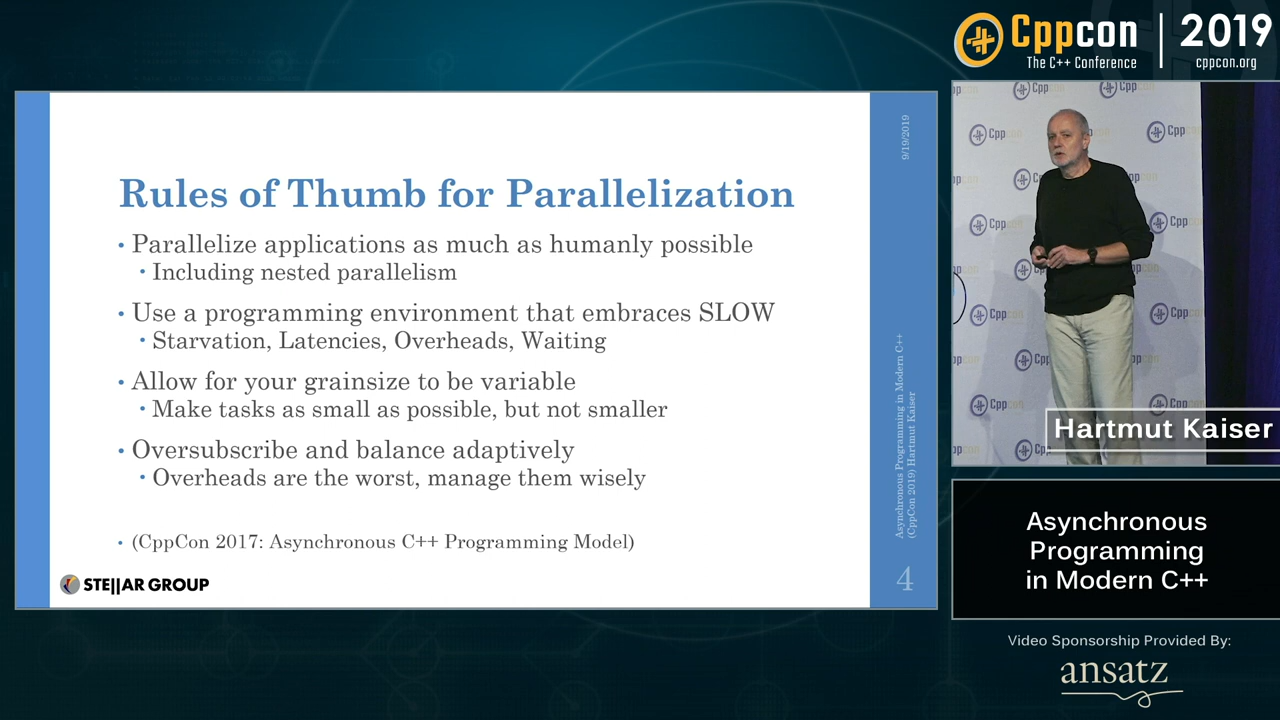 Cppcon | 2019
The C++ Conference
cppcon.org
9/19/2019
Rules of Thumb for Parallelization
• Parallelize applications as much as humanly possible
• Including nested parallelism
• Use a programming environment that embraces SLOW
• Starvation, Latencies, Overheads, Waiting
• Allow for your grainsize to be variable
• Make tasks as small as possible, but not smaller
• Oversubscribe and balance adaptively
• Overheads are the worst, manage them wisely
• (CppCon 2017: Asynchronous C++ Programming Model)
STE||AR GROUP
Asynchronous Programming in Modern C++
(CppCon 2019) Hartmut Kaiser
4
Hartmut Kaiser
Asynchronous
Programming
in Modern C++
Video Sponsorship Provided By:
ansatz